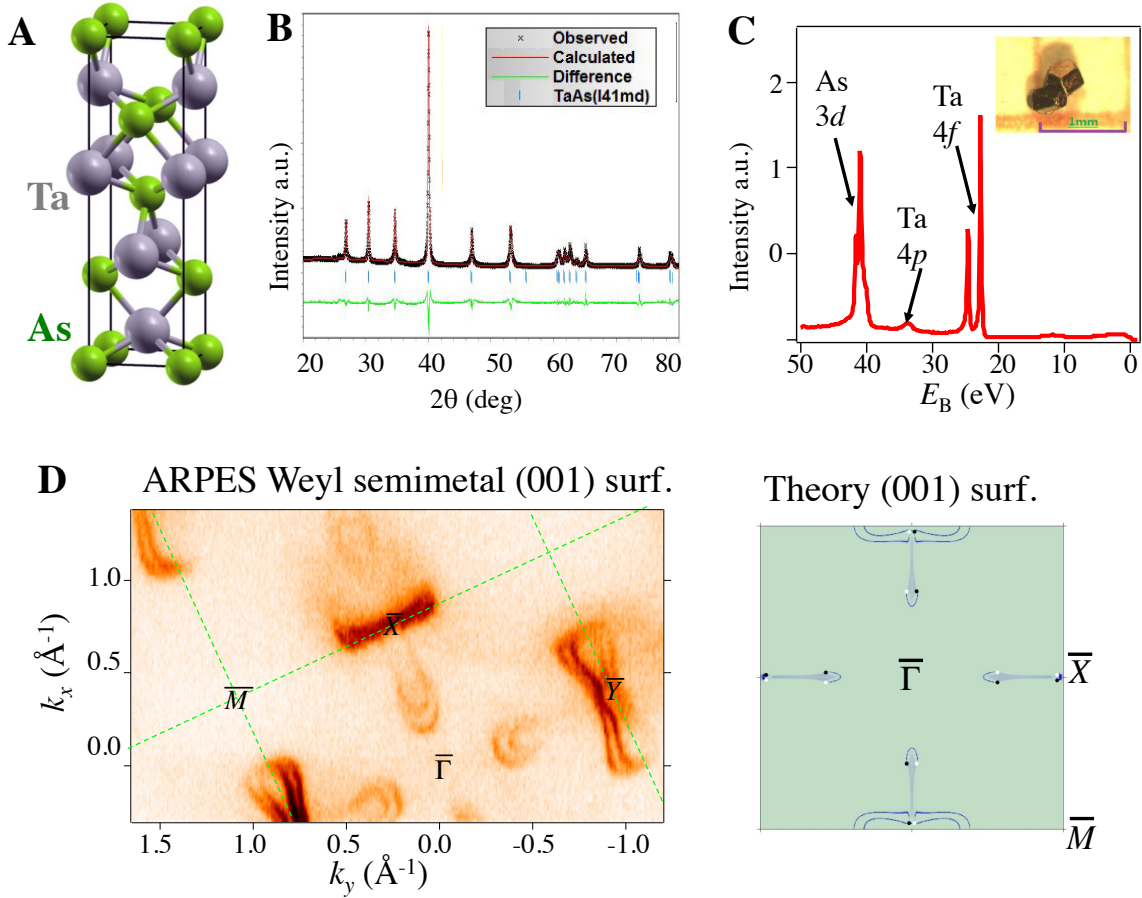 A
Ta
As
B
Observed
Calculated
Difference
TaAs(I41md)
Intensity a.u.
20 30 40 50 60 70 80
2θ (deg)
C
2
1
0
Intensity a.u.
As
3d
Ta
4p
Ta
4f
1mm
50 40 30 20 10 0
E_B (eV)
D
ARPES Weyl semimetal (001) surf.
1.0
0.5
0.0
k_x (Å⁻¹)
X̅
M̅
Y̅
Γ̅
1.5 1.0 0.5 0.0 -0.5 -1.0
k_y (Å⁻¹)
Theory (001) surf.
Γ̅
X̅
M̅